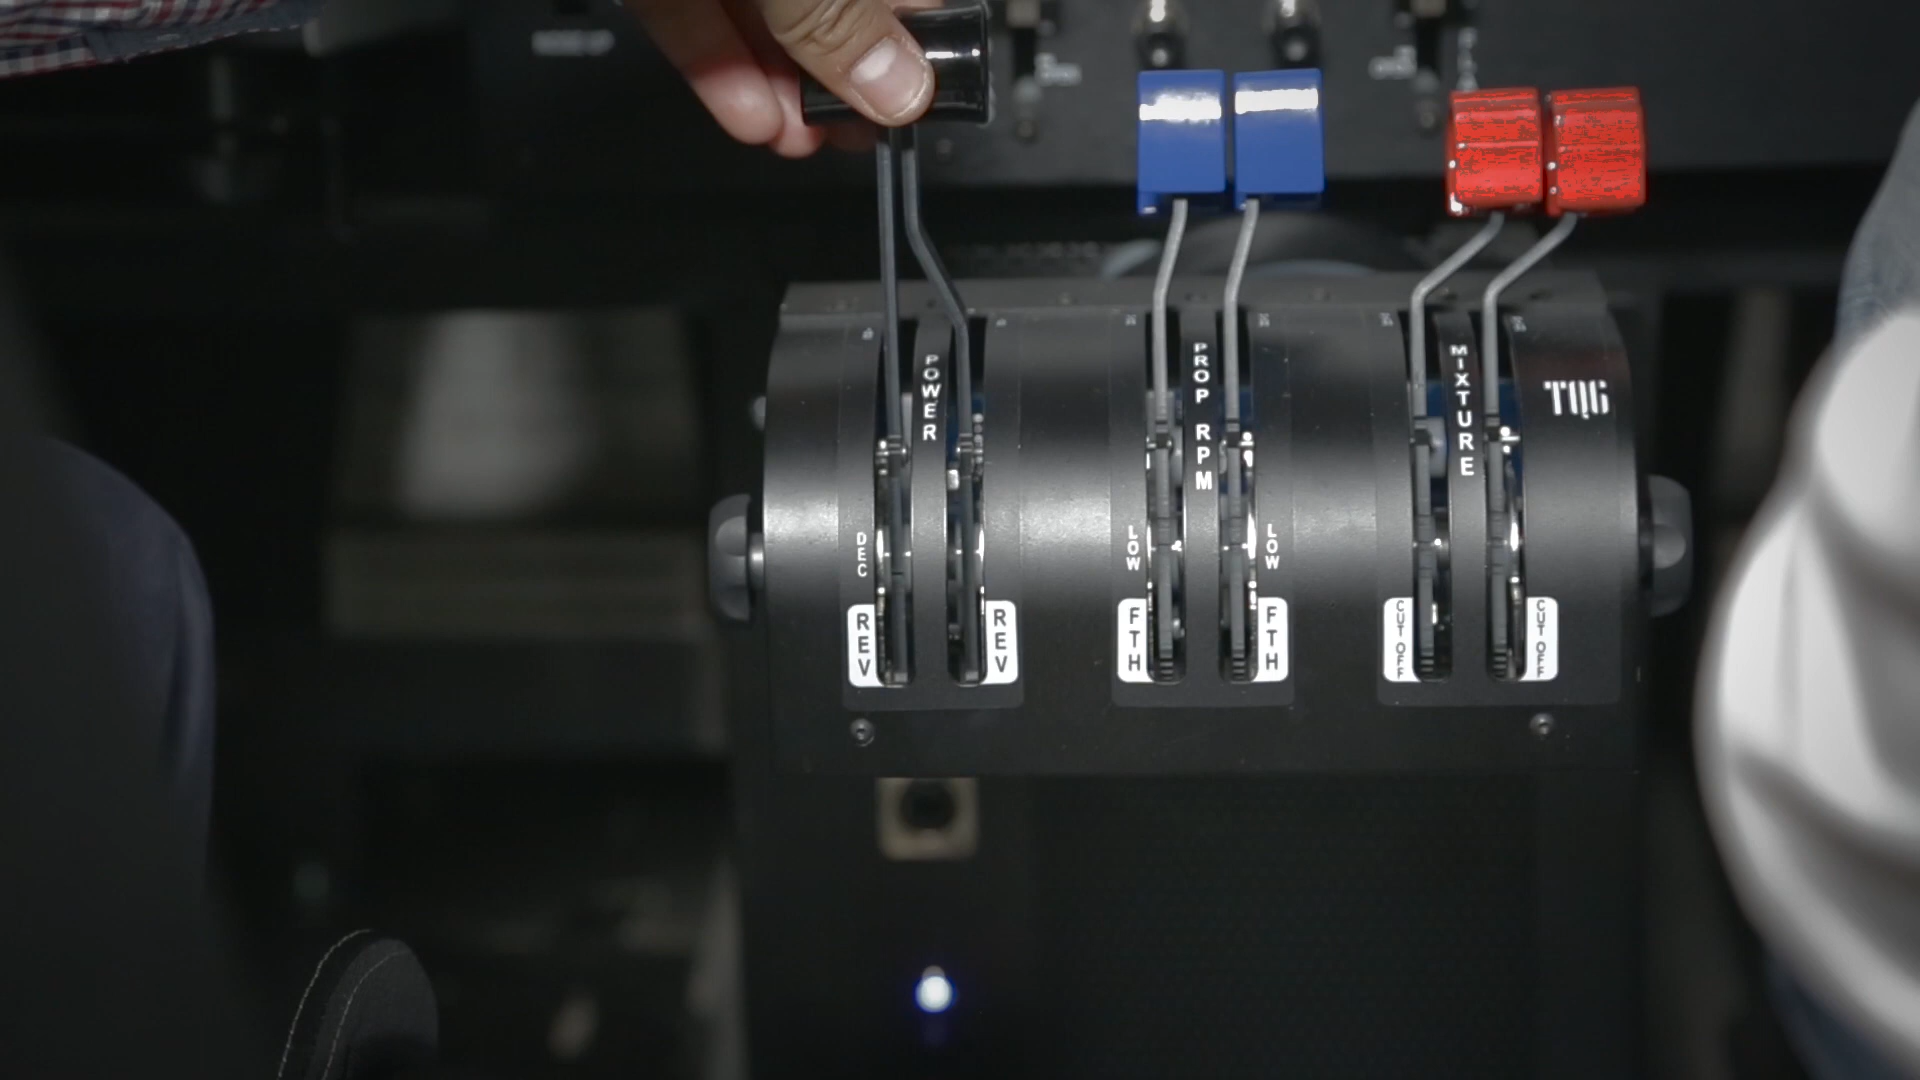 POWER
PROP RPM
MIXTURE
TQ6
DEC
LOW
LOW
REV
REV
FTH
FTH
CUT OFF
CUT OFF